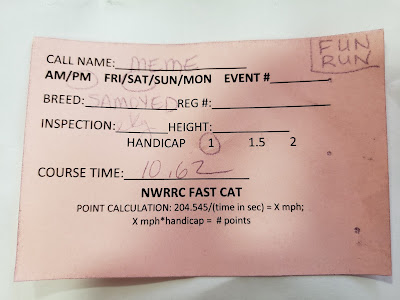 FUN
RUN
CALL NAME: MEME
AM/PM FRI/SAT/SUN/MON EVENT #
BREED: SAMOYED REG #:
INSPECTION: HEIGHT:
HANDICAP 1 1.5 2
COURSE TIME: 10.62
NWRRC FAST CAT
POINT CALCULATION: 204.545/(time in sec) = X mph;
X mph*handicap = # points